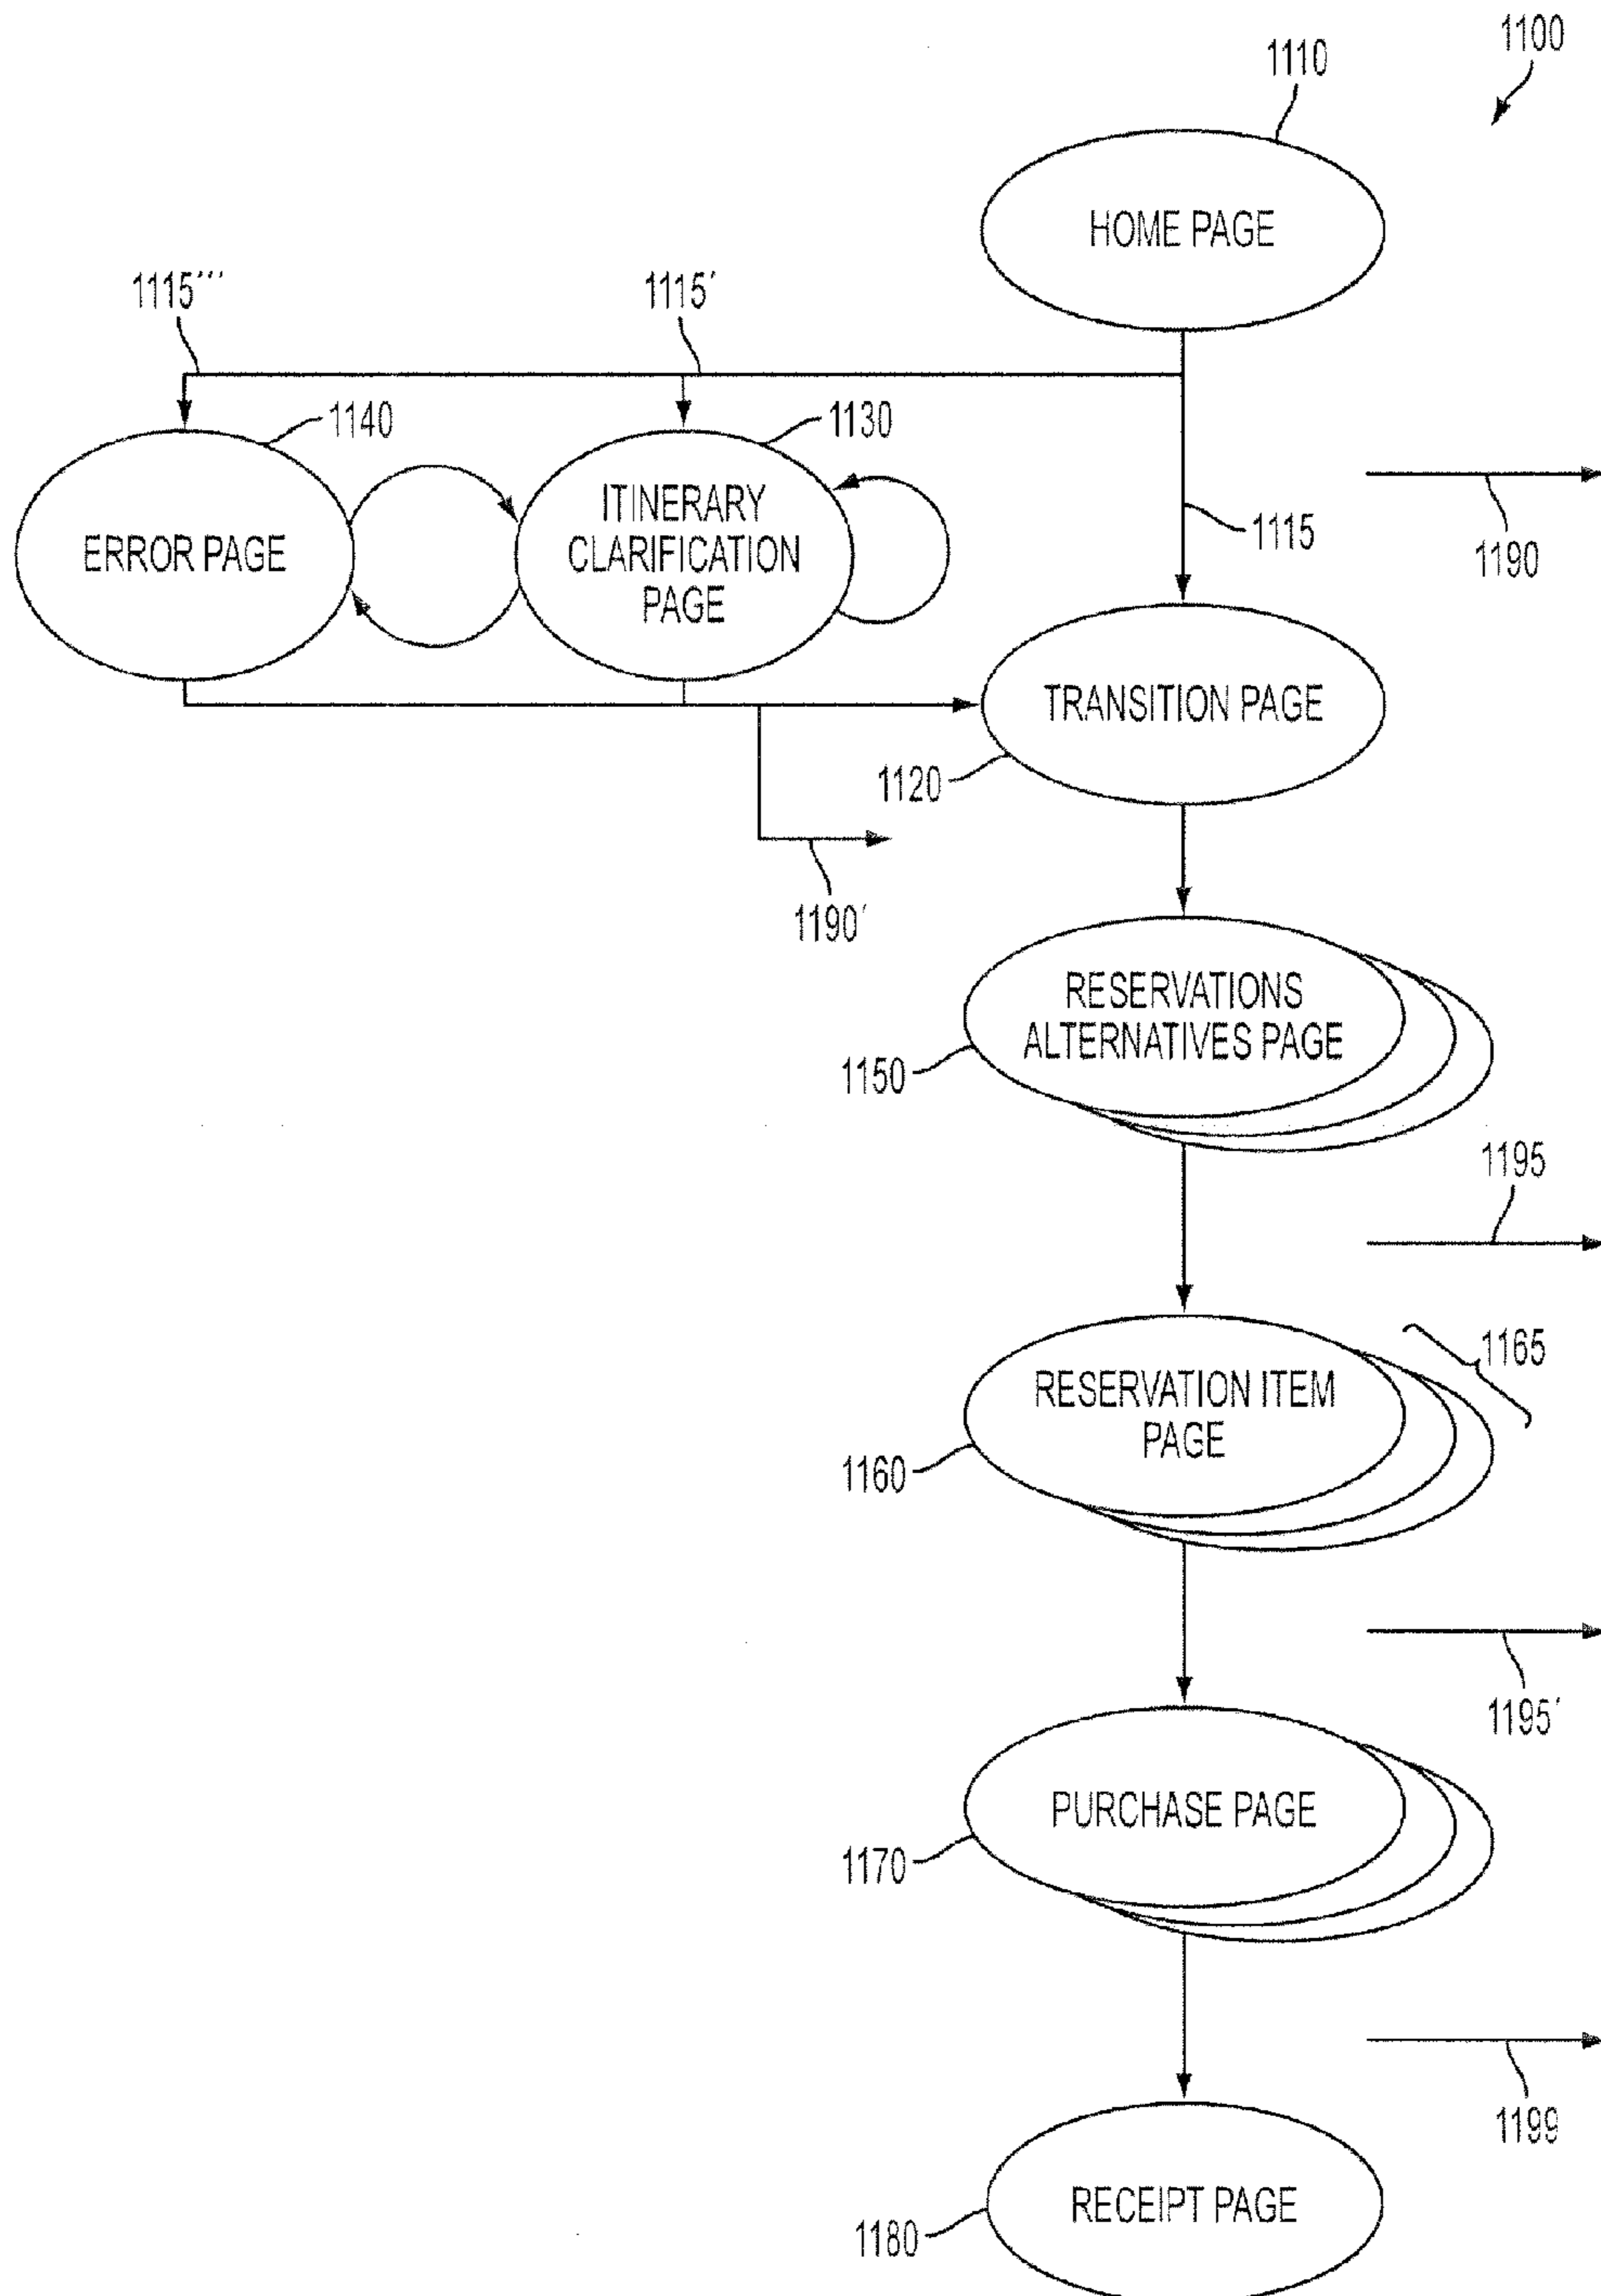 1100
1110
HOME PAGE
1115′′′
1115′
1140
1130
ERROR PAGE
ITINERARY
CLARIFICATION
PAGE
1115
1190
TRANSITION PAGE
1120
1190′
RESERVATIONS
ALTERNATIVES PAGE
1150
1195
1165
RESERVATION ITEM
PAGE
1160
1195′
PURCHASE PAGE
1170
1199
RECEIPT PAGE
1180